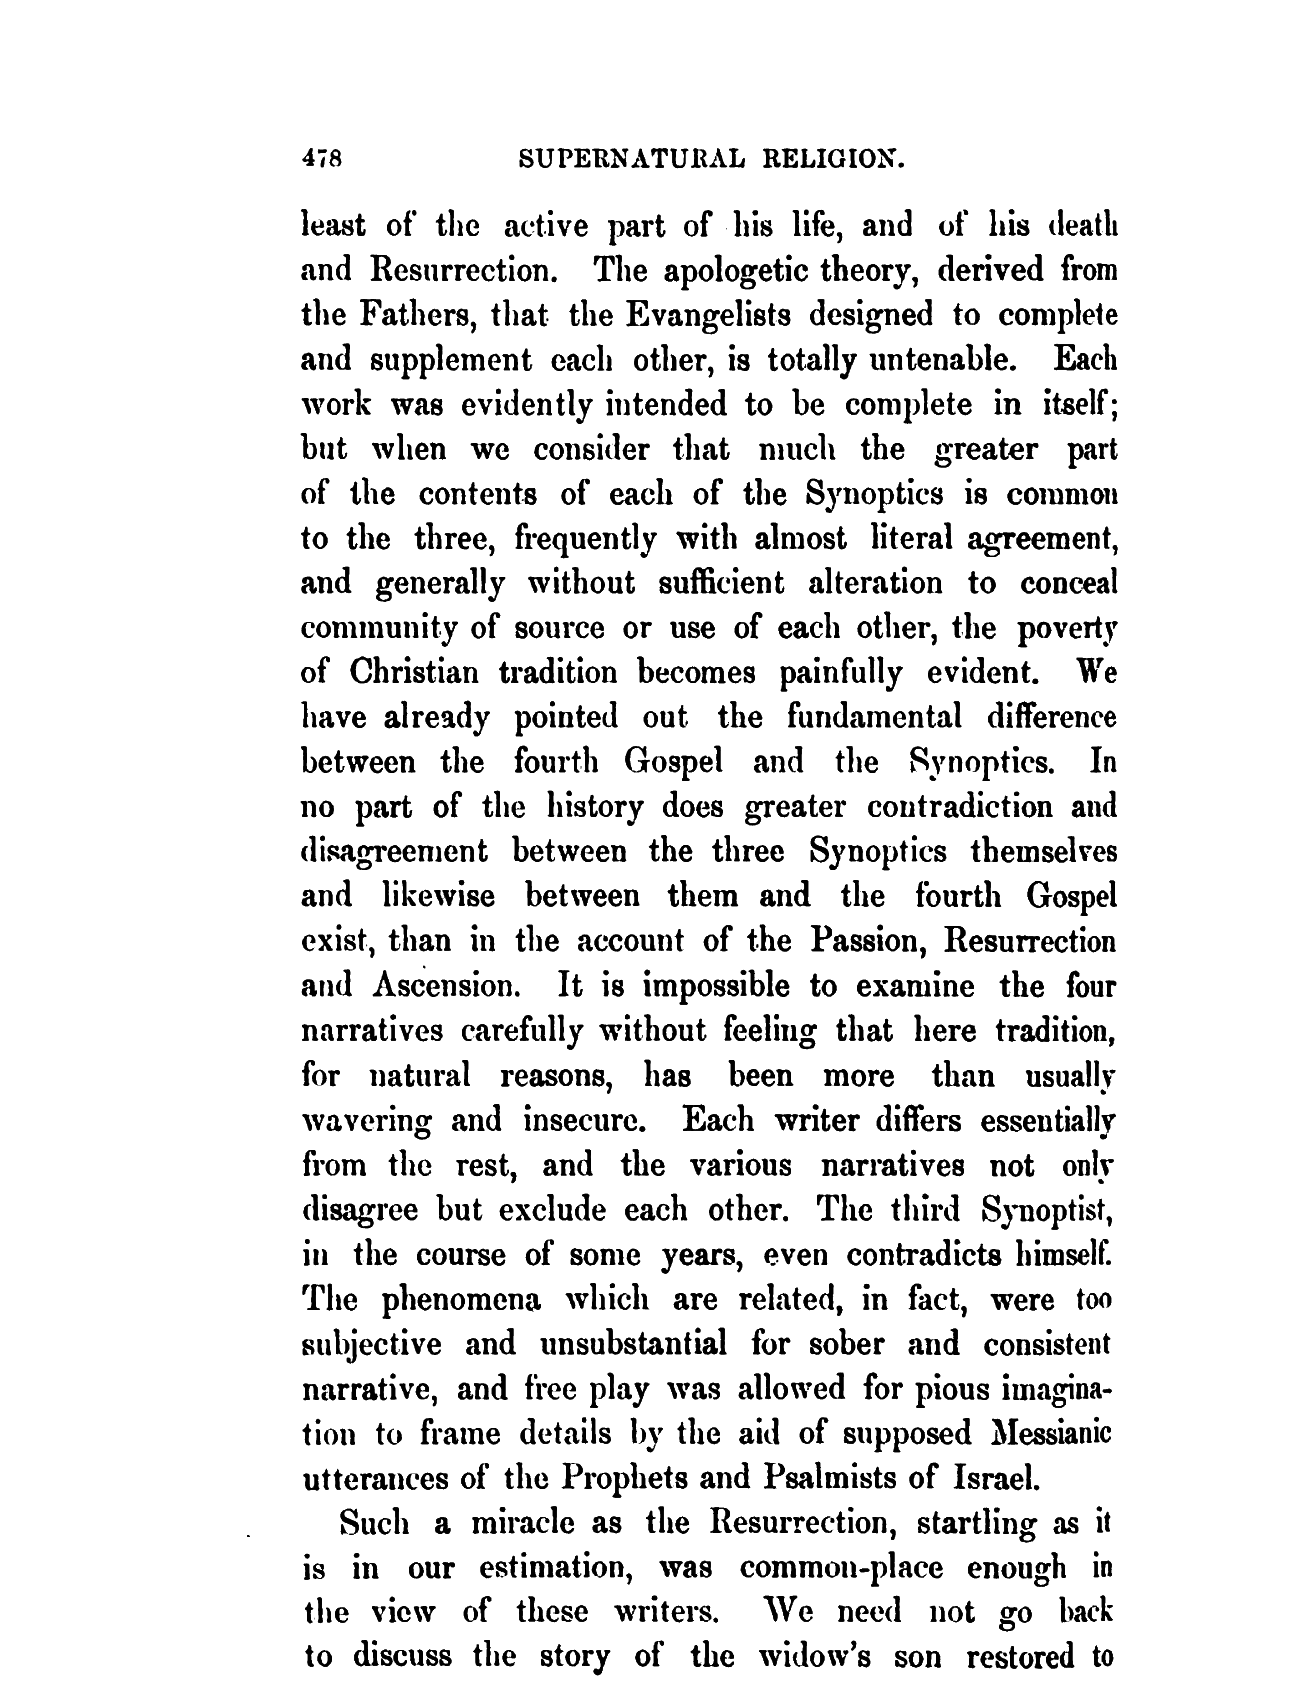 478 SUPERNATURAL RELIGION.
least of the active part of his life, and of his death
and Resurrection. The apologetic theory, derived from
the Fathers, that the Evangelists designed to complete
and supplement each other, is totally untenable. Each
work was evidently intended to be complete in itself;
but when we consider that much the greater part
of the contents of each of the Synoptics is common
to the three, frequently with almost literal agreement,
and generally without sufficient alteration to conceal
community of source or use of each other, the poverty
of Christian tradition becomes painfully evident. We
have already pointed out the fundamental difference
between the fourth Gospel and the Synoptics. In
no part of the history does greater contradiction and
disagreement between the three Synoptics themselves
and likewise between them and the fourth Gospel
exist, than in the account of the Passion, Resurrection
and Ascension. It is impossible to examine the four
narratives carefully without feeling that here tradition,
for natural reasons, has been more than usually
wavering and insecure. Each writer differs essentially
from the rest, and the various narratives not only
disagree but exclude each other. The third Synoptist,
in the course of some years, even contradicts himself.
The phenomena which are related, in fact, were too
subjective and unsubstantial for sober and consistent
narrative, and free play was allowed for pious imagina-
tion to frame details by the aid of supposed Messianic
utterances of the Prophets and Psalmists of Israel.
Such a miracle as the Resurrection, startling as it
is in our estimation, was common-place enough in
the view of these writers. We need not go back
to discuss the story of the widow's son restored to